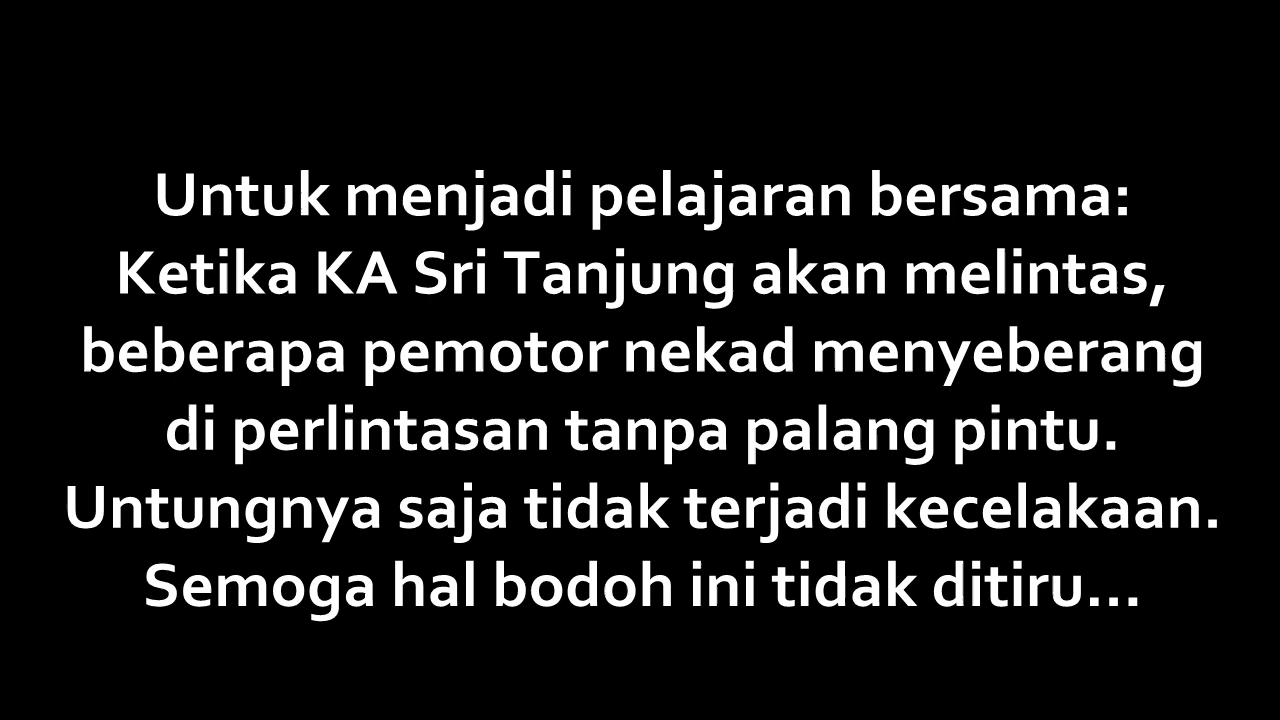 Untuk menjadi pelajaran bersama:
Ketika KA Sri Tanjung akan melintas,
beberapa pemotor nekad menyeberang
di perlintasan tanpa palang pintu.
Untungnya saja tidak terjadi kecelakaan.
Semoga hal bodoh ini tidak ditiru...